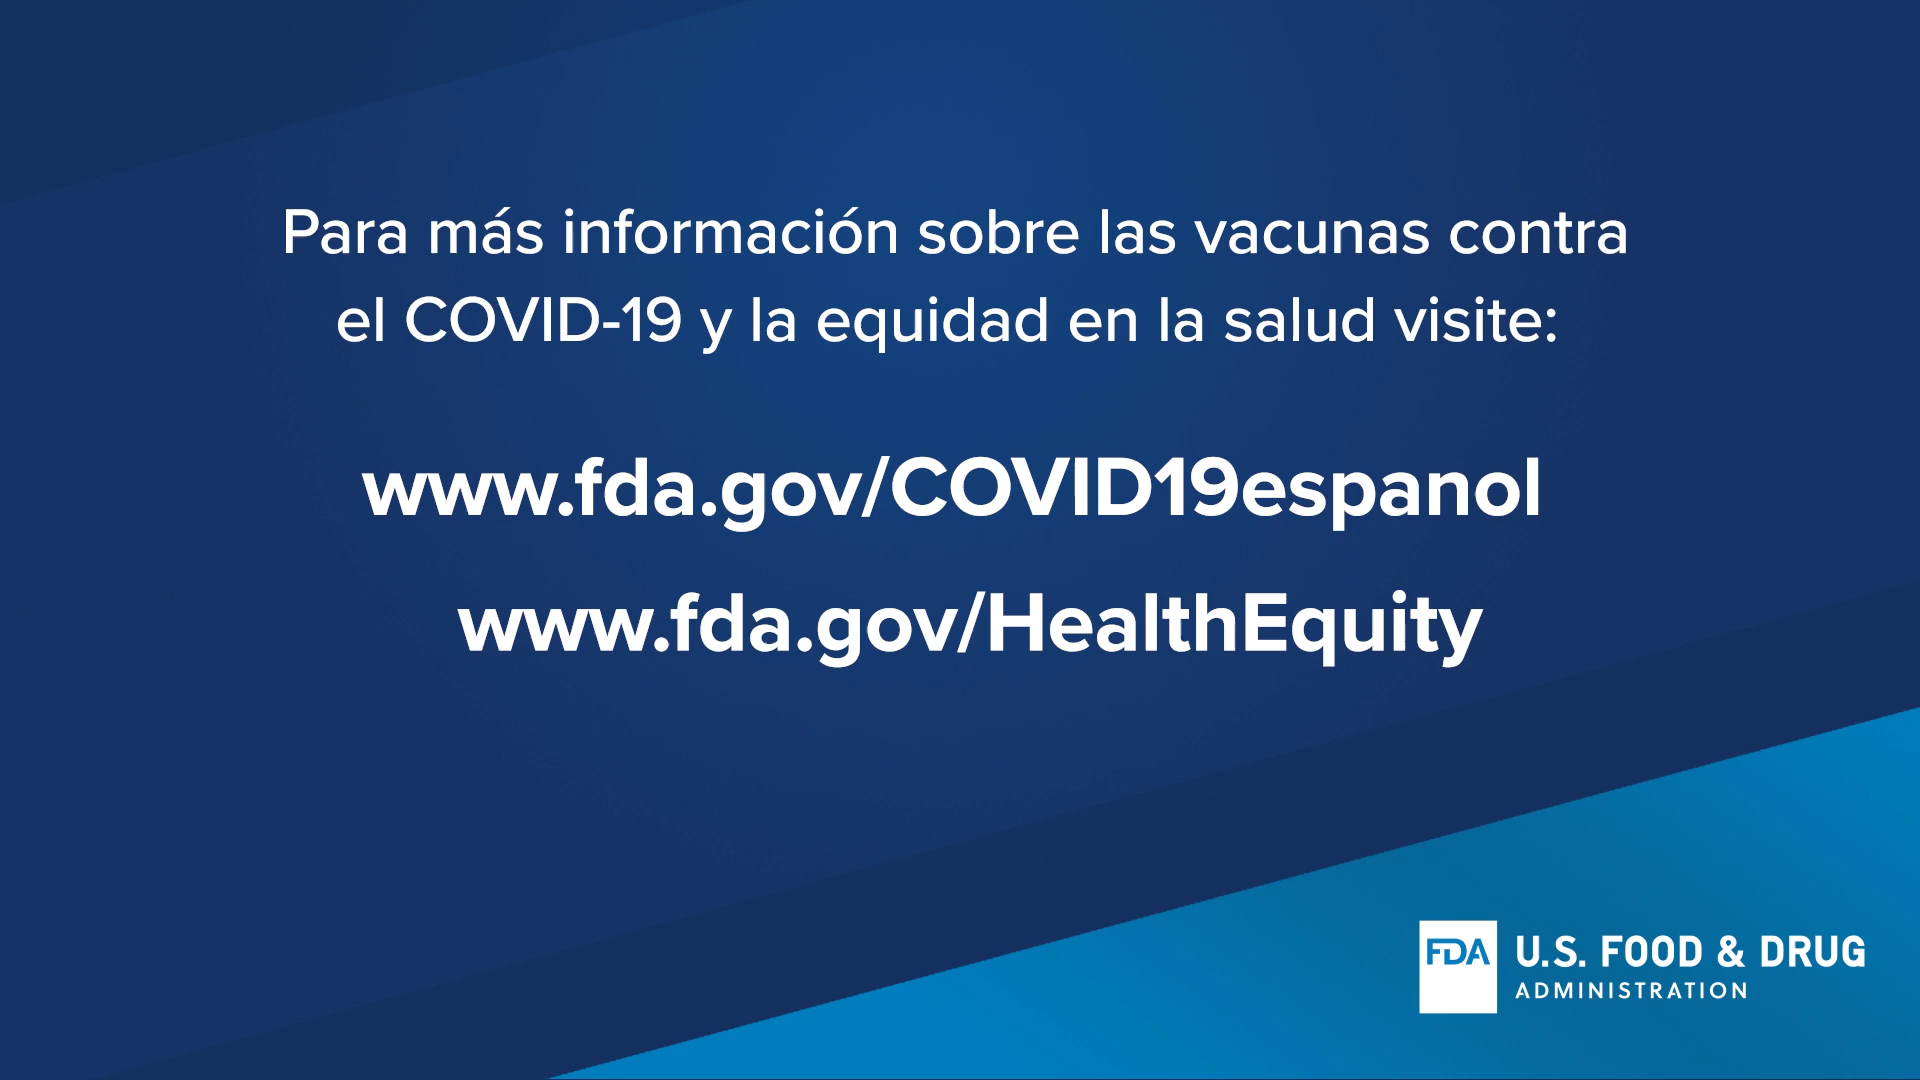 Para más información sobre las vacunas contra
el COVID-19 y la equidad en la salud visite:
www.fda.gov/COVID19espanol
www.fda.gov/HealthEquity
FDA U.S. FOOD & DRUG
ADMINISTRATION